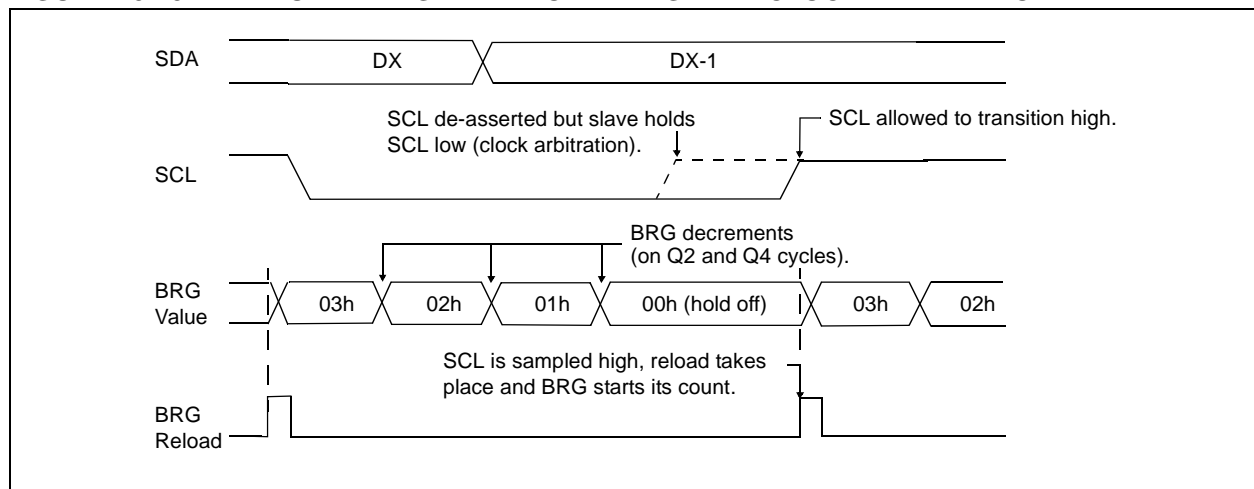 SDA
DX
DX-1
SCL de-asserted but slave holds
SCL low (clock arbitration).
SCL allowed to transition high.
SCL
BRG decrements
(on Q2 and Q4 cycles).
BRG
Value
03h
02h
01h
00h (hold off)
03h
02h
SCL is sampled high, reload takes
place and BRG starts its count.
BRG
Reload